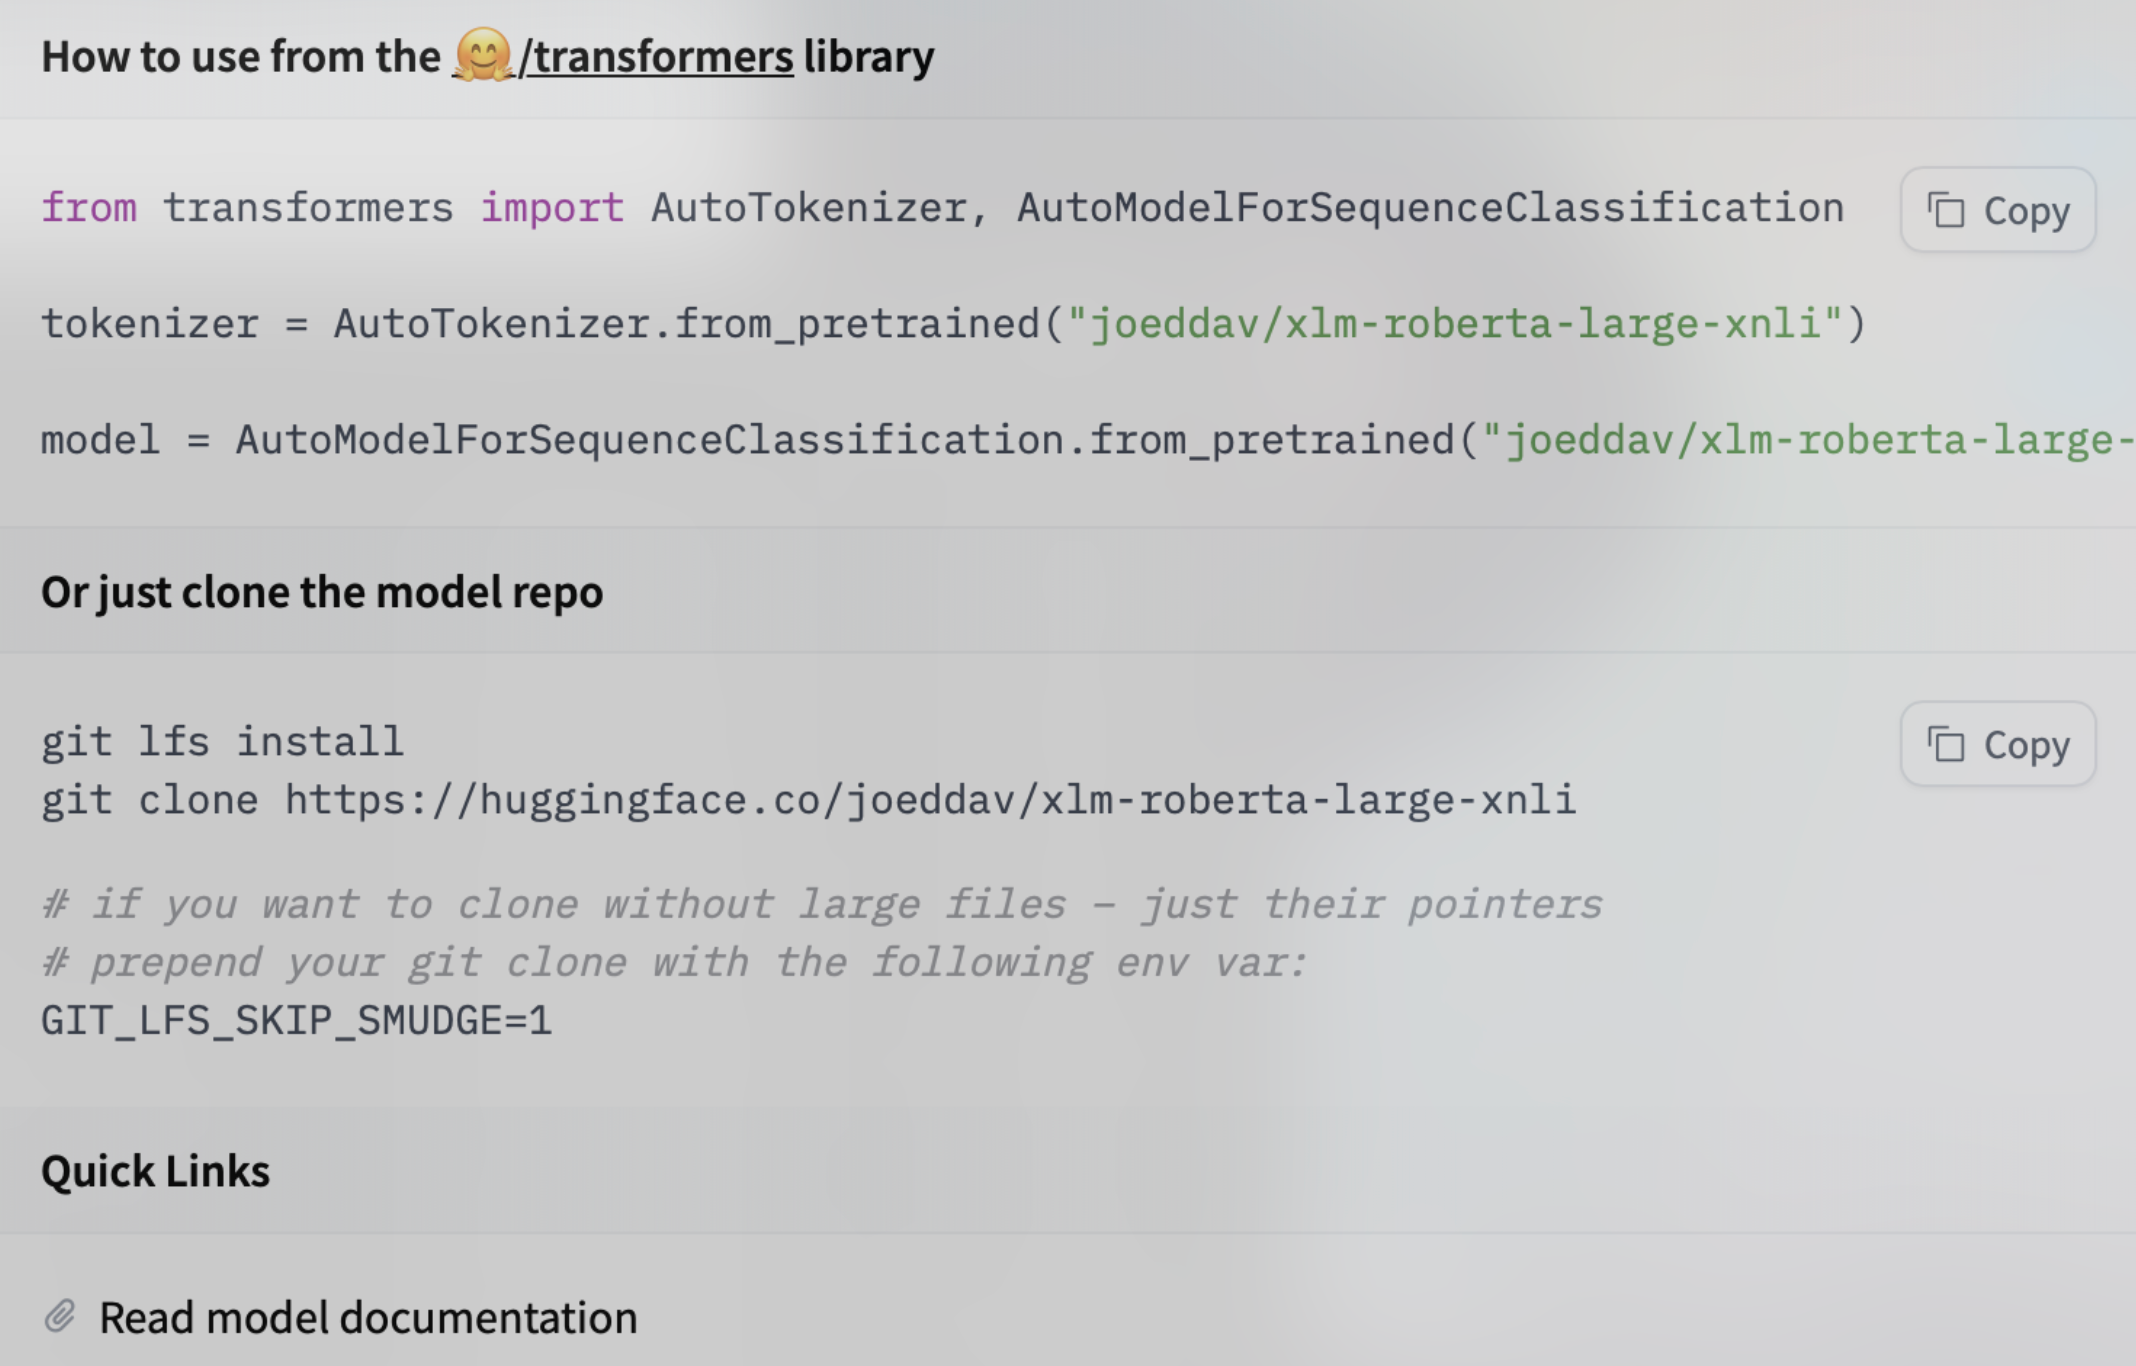 How to use from the 🤗/transformers library
from transformers import AutoTokenizer, AutoModelForSequenceClassification
Copy
tokenizer = AutoTokenizer.from_pretrained("joeddav/xlm-roberta-large-xnli")
model = AutoModelForSequenceClassification.from_pretrained("joeddav/xlm-roberta-large-
Or just clone the model repo
git lfs install
Copy
git clone https://huggingface.co/joeddav/xlm-roberta-large-xnli
# if you want to clone without large files – just their pointers
# prepend your git clone with the following env var:
GIT_LFS_SKIP_SMUDGE=1
Quick Links
Read model documentation